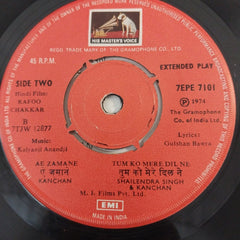 HIS MASTER'S VOICE
REGD. TRADE MARK OF THE GRAMOPHONE CO. LTD.
45 R.P.M.
EXTENDED PLAY
SIDE TWO
7EPE 7101
Hindi Film:
RAFOO
CHAKKAR
B
7TJW 12877
℗ 1974
The Gramophone
Co. of India Ltd.
Music:
Kalyanji Anandji
Lyrics:
Gulshan Bawra
AE ZAMANE
ऐ ज़माने
KANCHAN
TUM KO MERE DIL NE
तुम को मेरे दिल ने
SHAILENDRA SINGH
& KANCHAN
M. J. Films Pvt. Ltd.
EMI
MADE IN INDIA